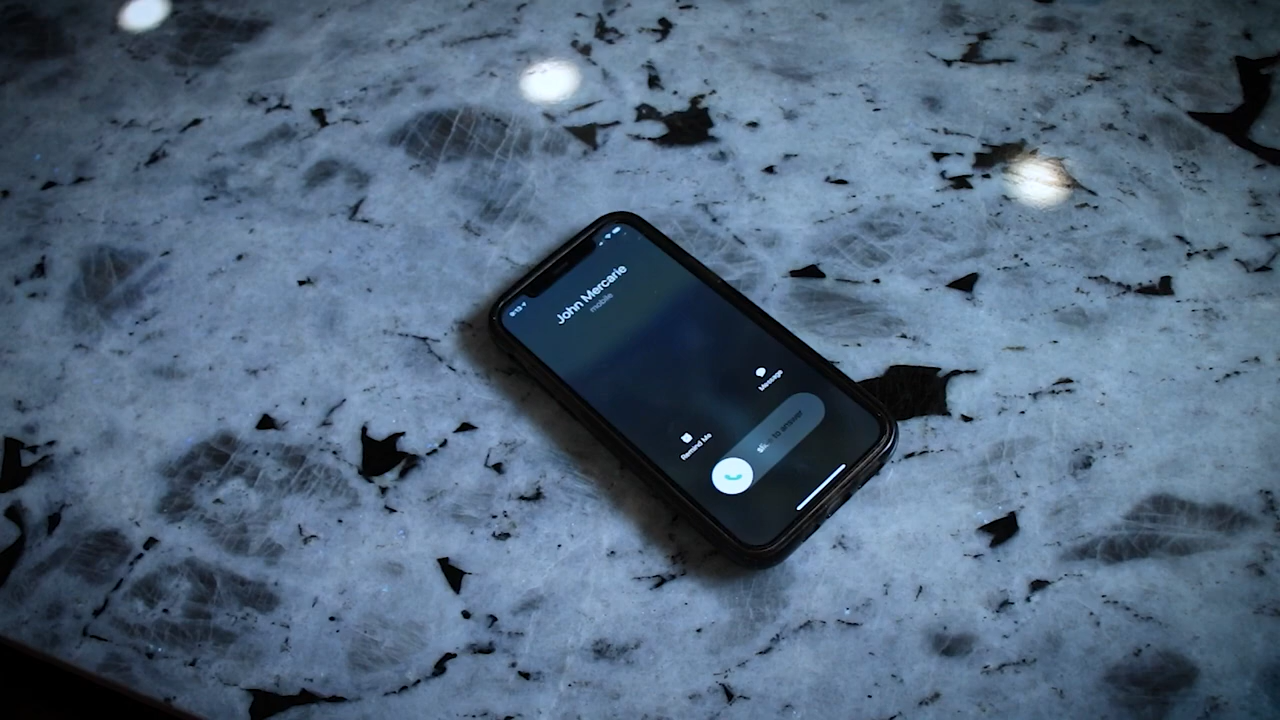 John Mercarie
mobile
Message
Remind Me
to answer